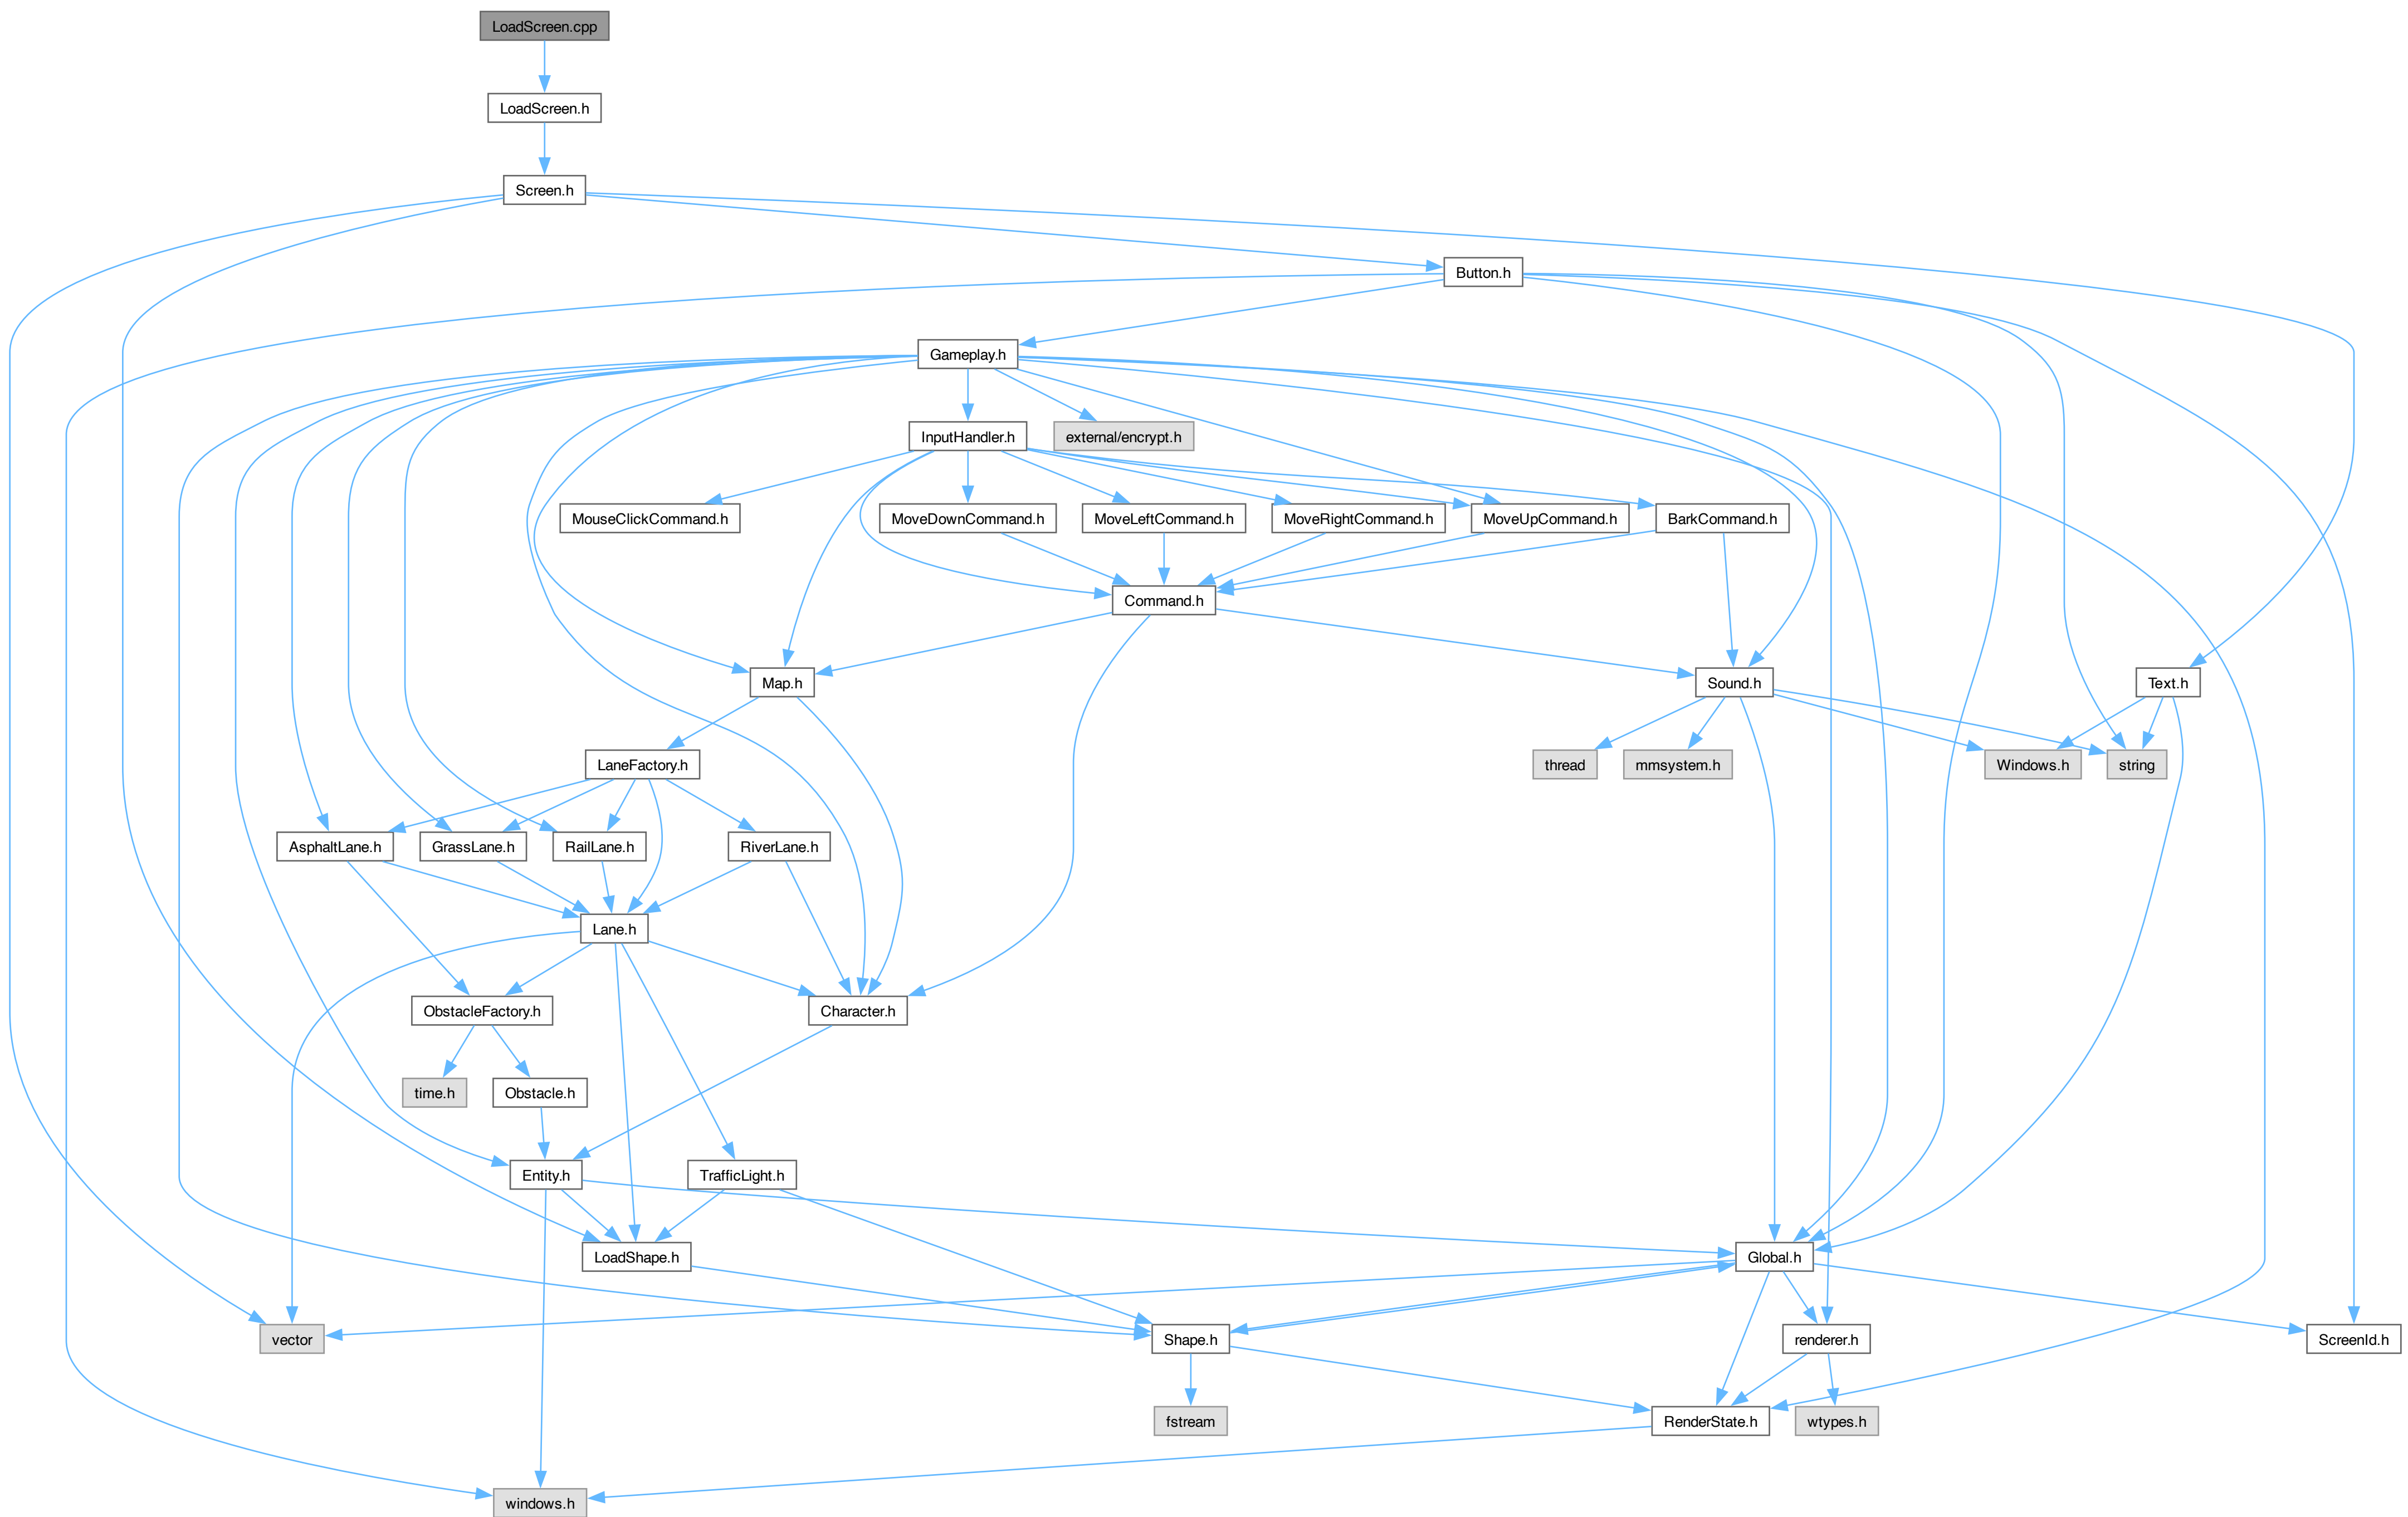 LoadScreen.cpp
LoadScreen.h
Screen.h
Button.h
Gameplay.h
InputHandler.h
external/encrypt.h
MouseClickCommand.h
MoveDownCommand.h
MoveLeftCommand.h
MoveRightCommand.h
MoveUpCommand.h
BarkCommand.h
Command.h
Map.h
Sound.h
Text.h
LaneFactory.h
thread
mmsystem.h
Windows.h
string
AsphaltLane.h
GrassLane.h
RailLane.h
RiverLane.h
Lane.h
ObstacleFactory.h
Character.h
time.h
Obstacle.h
Entity.h
TrafficLight.h
LoadShape.h
Global.h
vector
Shape.h
renderer.h
ScreenId.h
fstream
RenderState.h
wtypes.h
windows.h